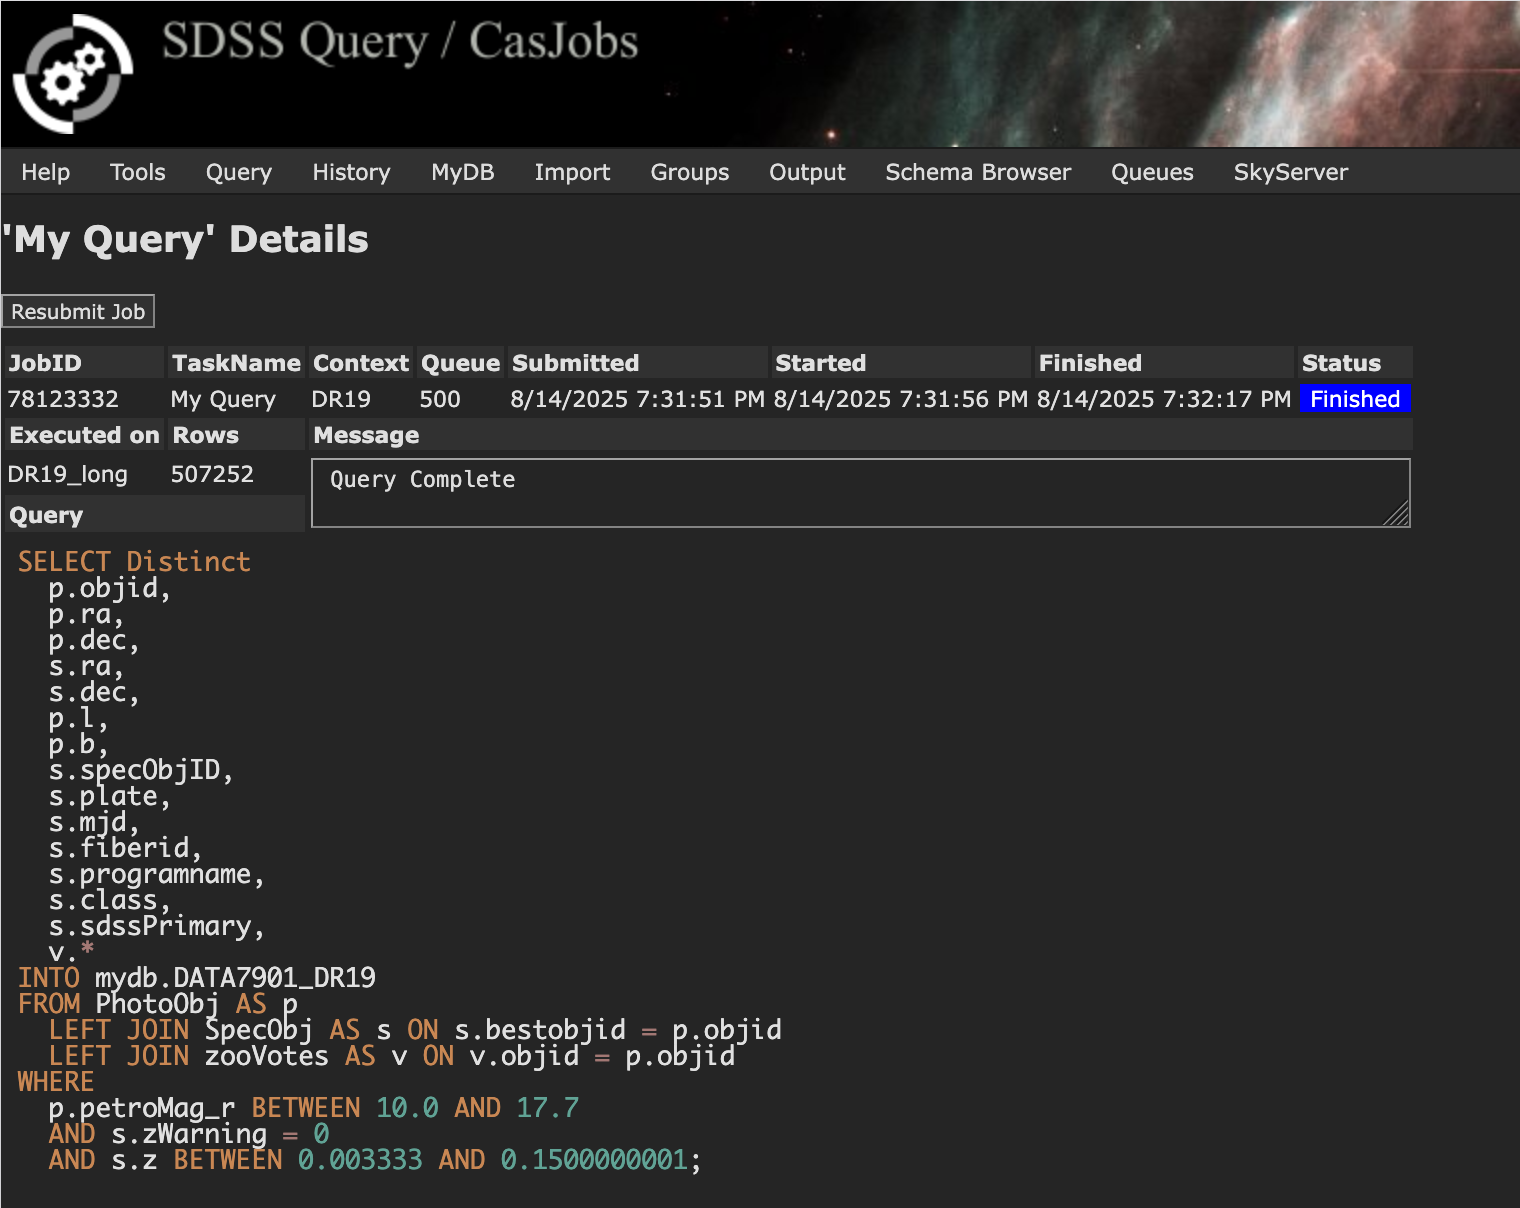 SDSS Query / CasJobs
Help Tools Query History MyDB Import Groups Output Schema Browser Queues SkyServer
'My Query' Details
Resubmit Job
JobID TaskName Context Queue Submitted Started Finished Status
78123332 My Query DR19 500 8/14/2025 7:31:51 PM 8/14/2025 7:31:56 PM 8/14/2025 7:32:17 PM Finished
Executed on Rows Message
DR19_long 507252 Query Complete
Query
SELECT Distinct
p.objid,
p.ra,
p.dec,
s.ra,
s.dec,
p.l,
p.b,
s.specObjID,
s.plate,
s.mjd,
s.fiberid,
s.programname,
s.class,
s.sdssPrimary,
v.*
INTO mydb.DATA7901_DR19
FROM PhotoObj AS p
LEFT JOIN SpecObj AS s ON s.bestobjid = p.objid
LEFT JOIN zooVotes AS v ON v.objid = p.objid
WHERE
p.petroMag_r BETWEEN 10.0 AND 17.7
AND s.zWarning = 0
AND s.z BETWEEN 0.003333 AND 0.1500000001;